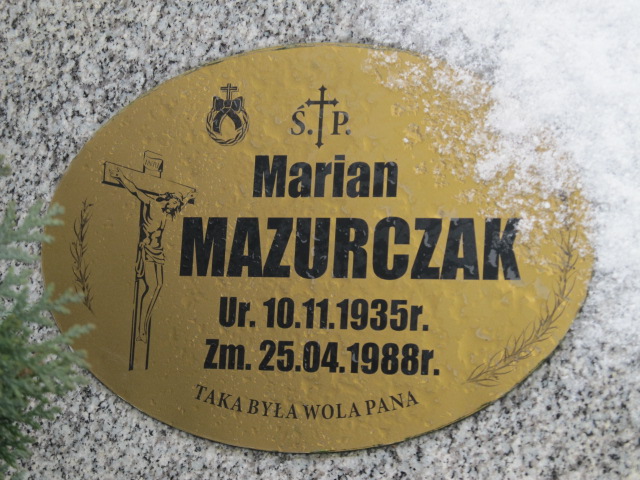 Ś.P.
Marian
MAZURCZAK
Ur. 10.11.1935r.
Zm. 25.04.1988r.
TAKA BYŁA WOLA PANA